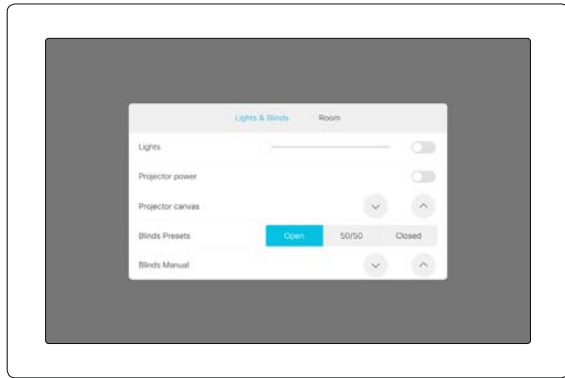 Lights & Blinds Room
Lights
Projector power
Projector canvas
Blinds Presets Open 50/50 Closed
Blinds Manual